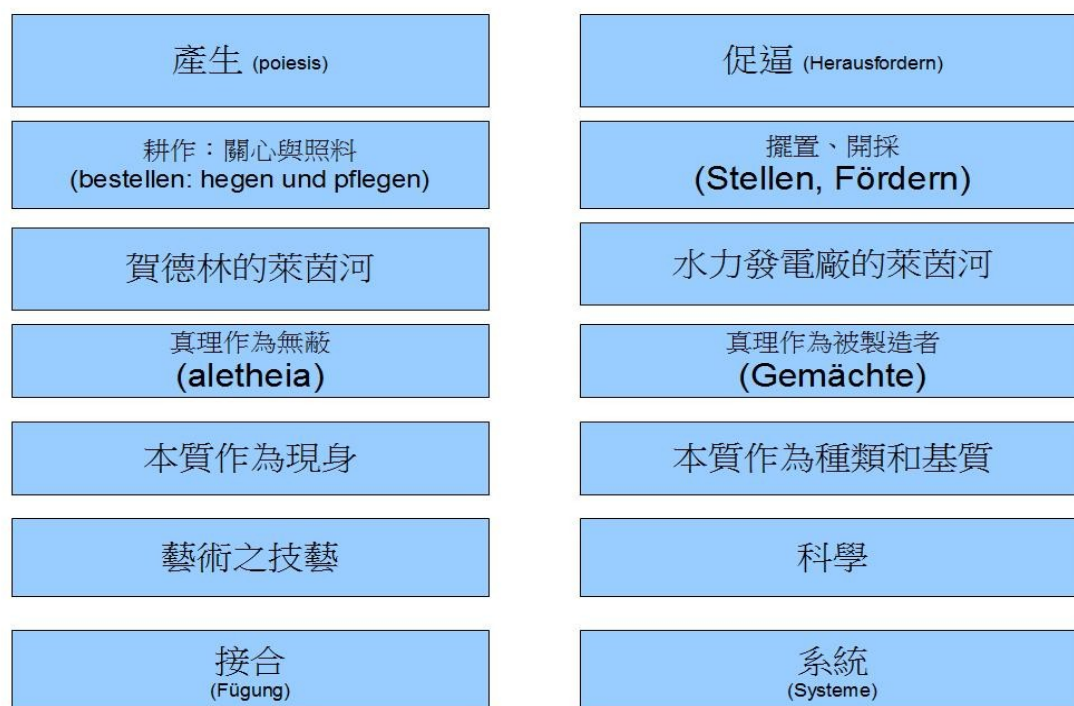 產生 (poiesis)
促逼 (Herausfordern)
耕作：關心與照料
(bestellen: hegen und pflegen)
擺置、開採
(Stellen, Fördern)
賀德林的萊茵河
水力發電廠的萊茵河
真理作為無蔽
(aletheia)
真理作為被製造者
(Gemächte)
本質作為現身
本質作為種類和基質
藝術之技藝
科學
接合
(Fügung)
系統
(Systeme)